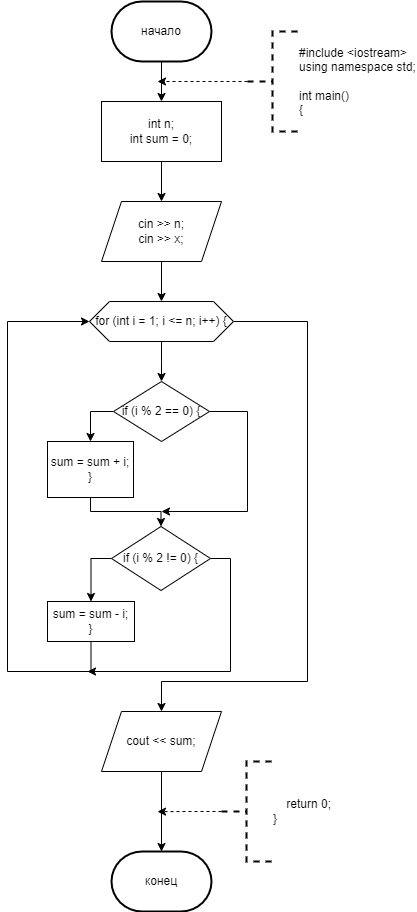 начало
#include <iostream>
using namespace std;
int main()
{
int n;
int sum = 0;
cin >> n;
cin >> x;
for (int i = 1; i <= n; i++) {
if (i % 2 == 0) {
sum = sum + i;
}
if (i % 2 != 0) {
sum = sum - i;
}
cout << sum;
return 0;
}
конец